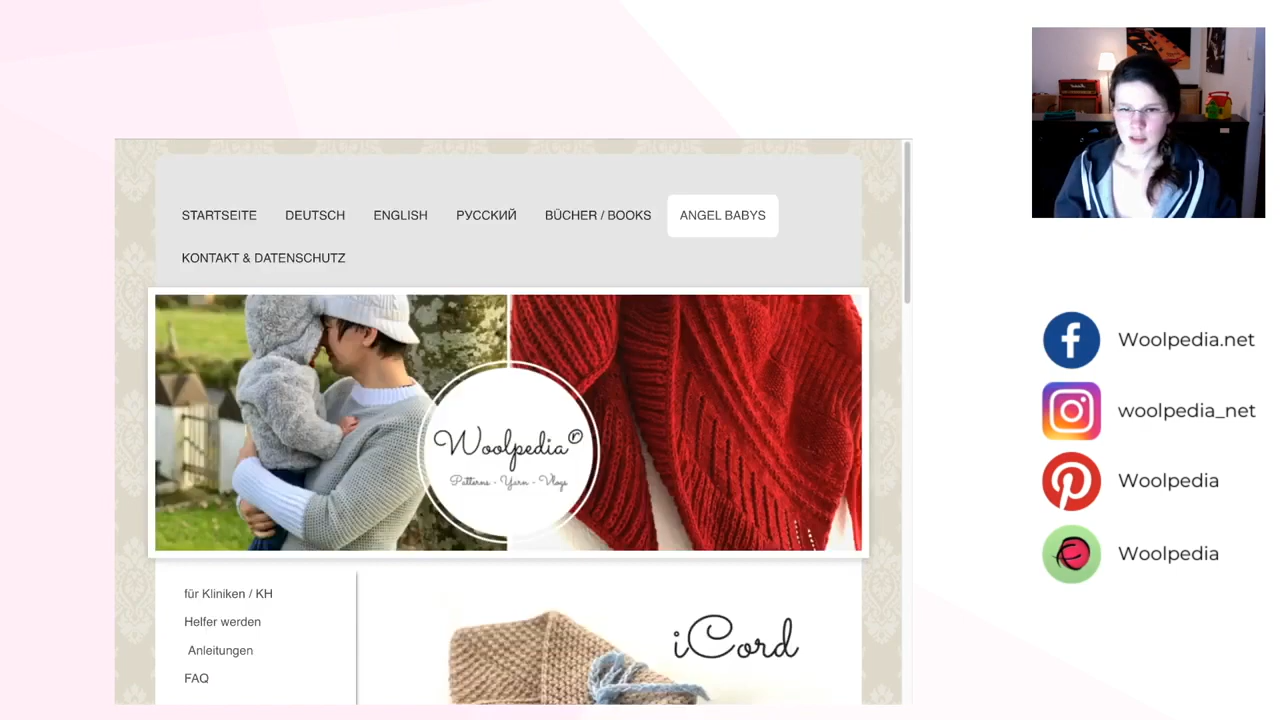 STARTSEITE DEUTSCH ENGLISH РУССКИЙ BÜCHER / BOOKS ANGEL BABYS
KONTAKT & DATENSCHUTZ
Woolpedia®
Patterns - Yarn - Vlogs
für Kliniken / KH
Helfer werden
Anleitungen
FAQ
iCord
Woolpedia.net
woolpedia_net
Woolpedia
Woolpedia